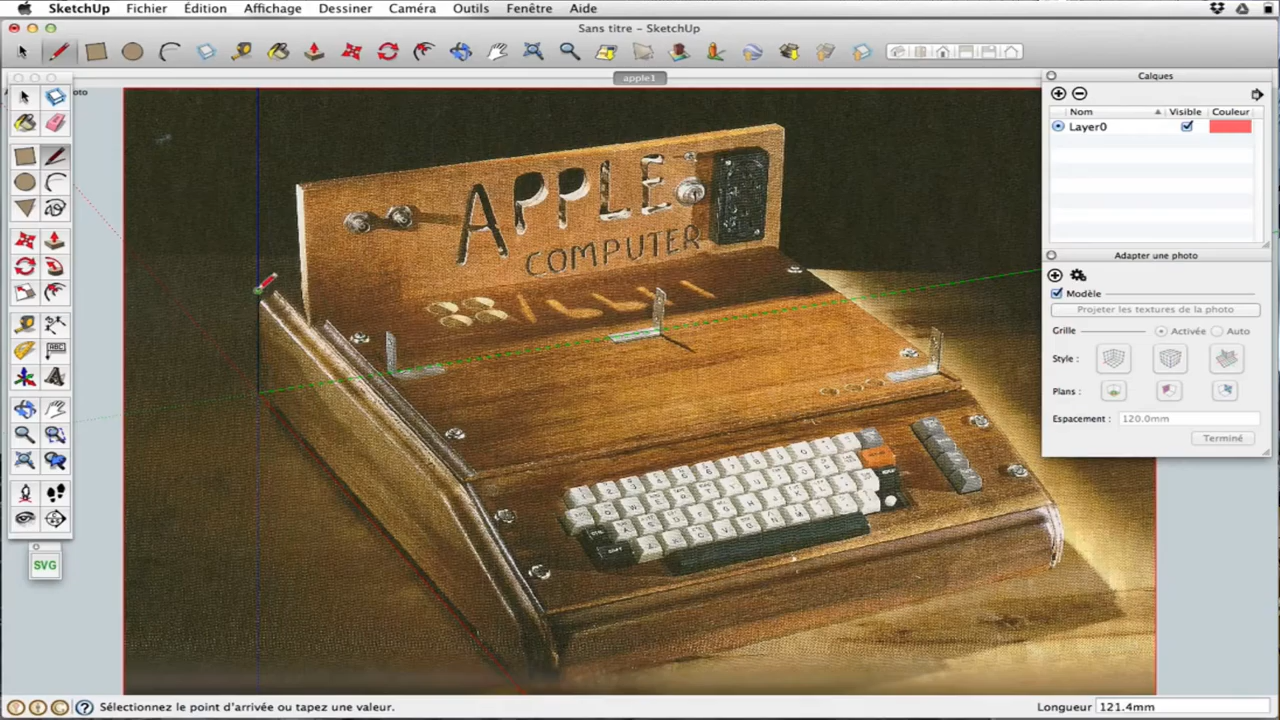 SketchUp Fichier Édition Affichage Dessiner Caméra Outils Fenêtre Aide
Sans titre - SketchUp
apple1
oto
Calques
Nom Visible Couleur
Layer0
Adapter une photo
Modèle
Projeter les textures de la photo
Grille Activée Auto
Style :
Plans :
Espacement : 120.0mm
Terminé
APPLE
COMPUTER
ABC
SVG
Sélectionnez le point d'arrivée ou tapez une valeur.
Longueur 121.4mm